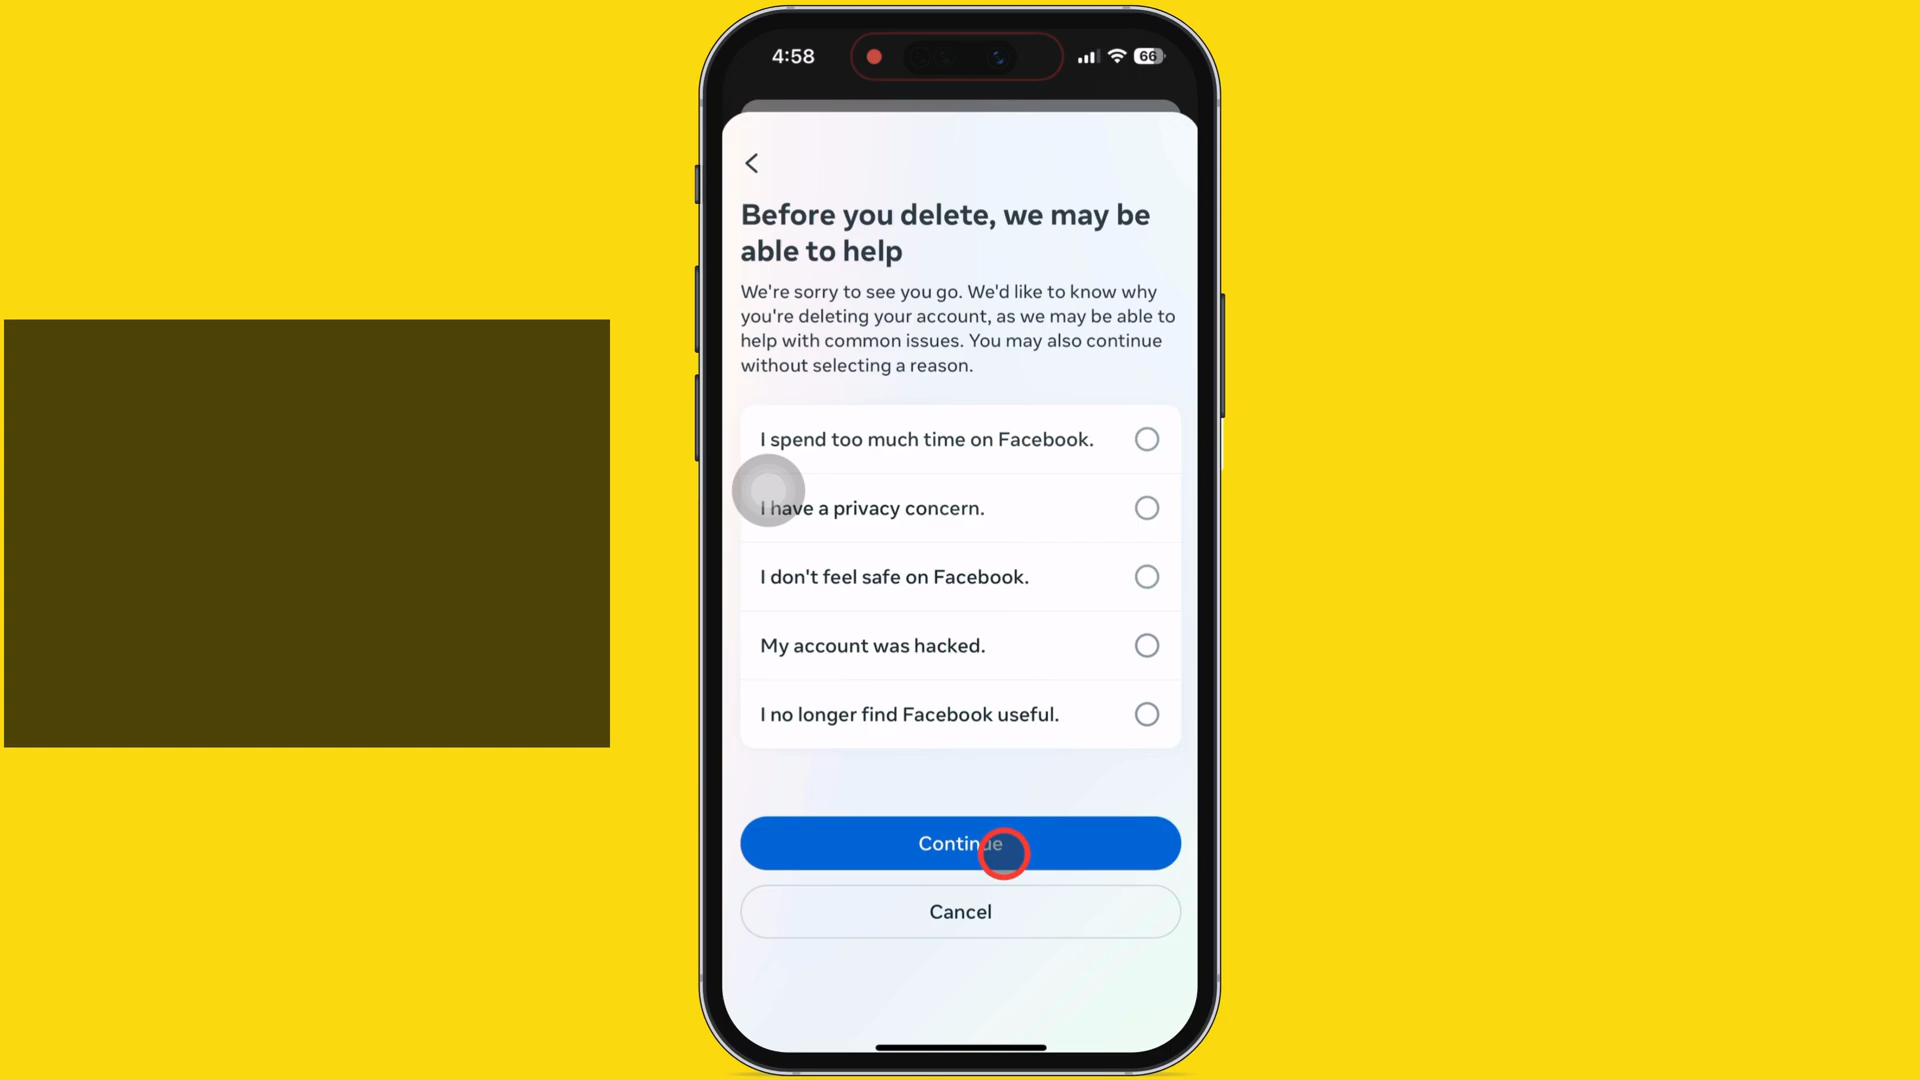 4:58
66
Before you delete, we may be
able to help
We're sorry to see you go. We'd like to know why
you're deleting your account, as we may be able to
help with common issues. You may also continue
without selecting a reason.
I spend too much time on Facebook.
I have a privacy concern.
I don't feel safe on Facebook.
My account was hacked.
I no longer find Facebook useful.
Continue
Cancel